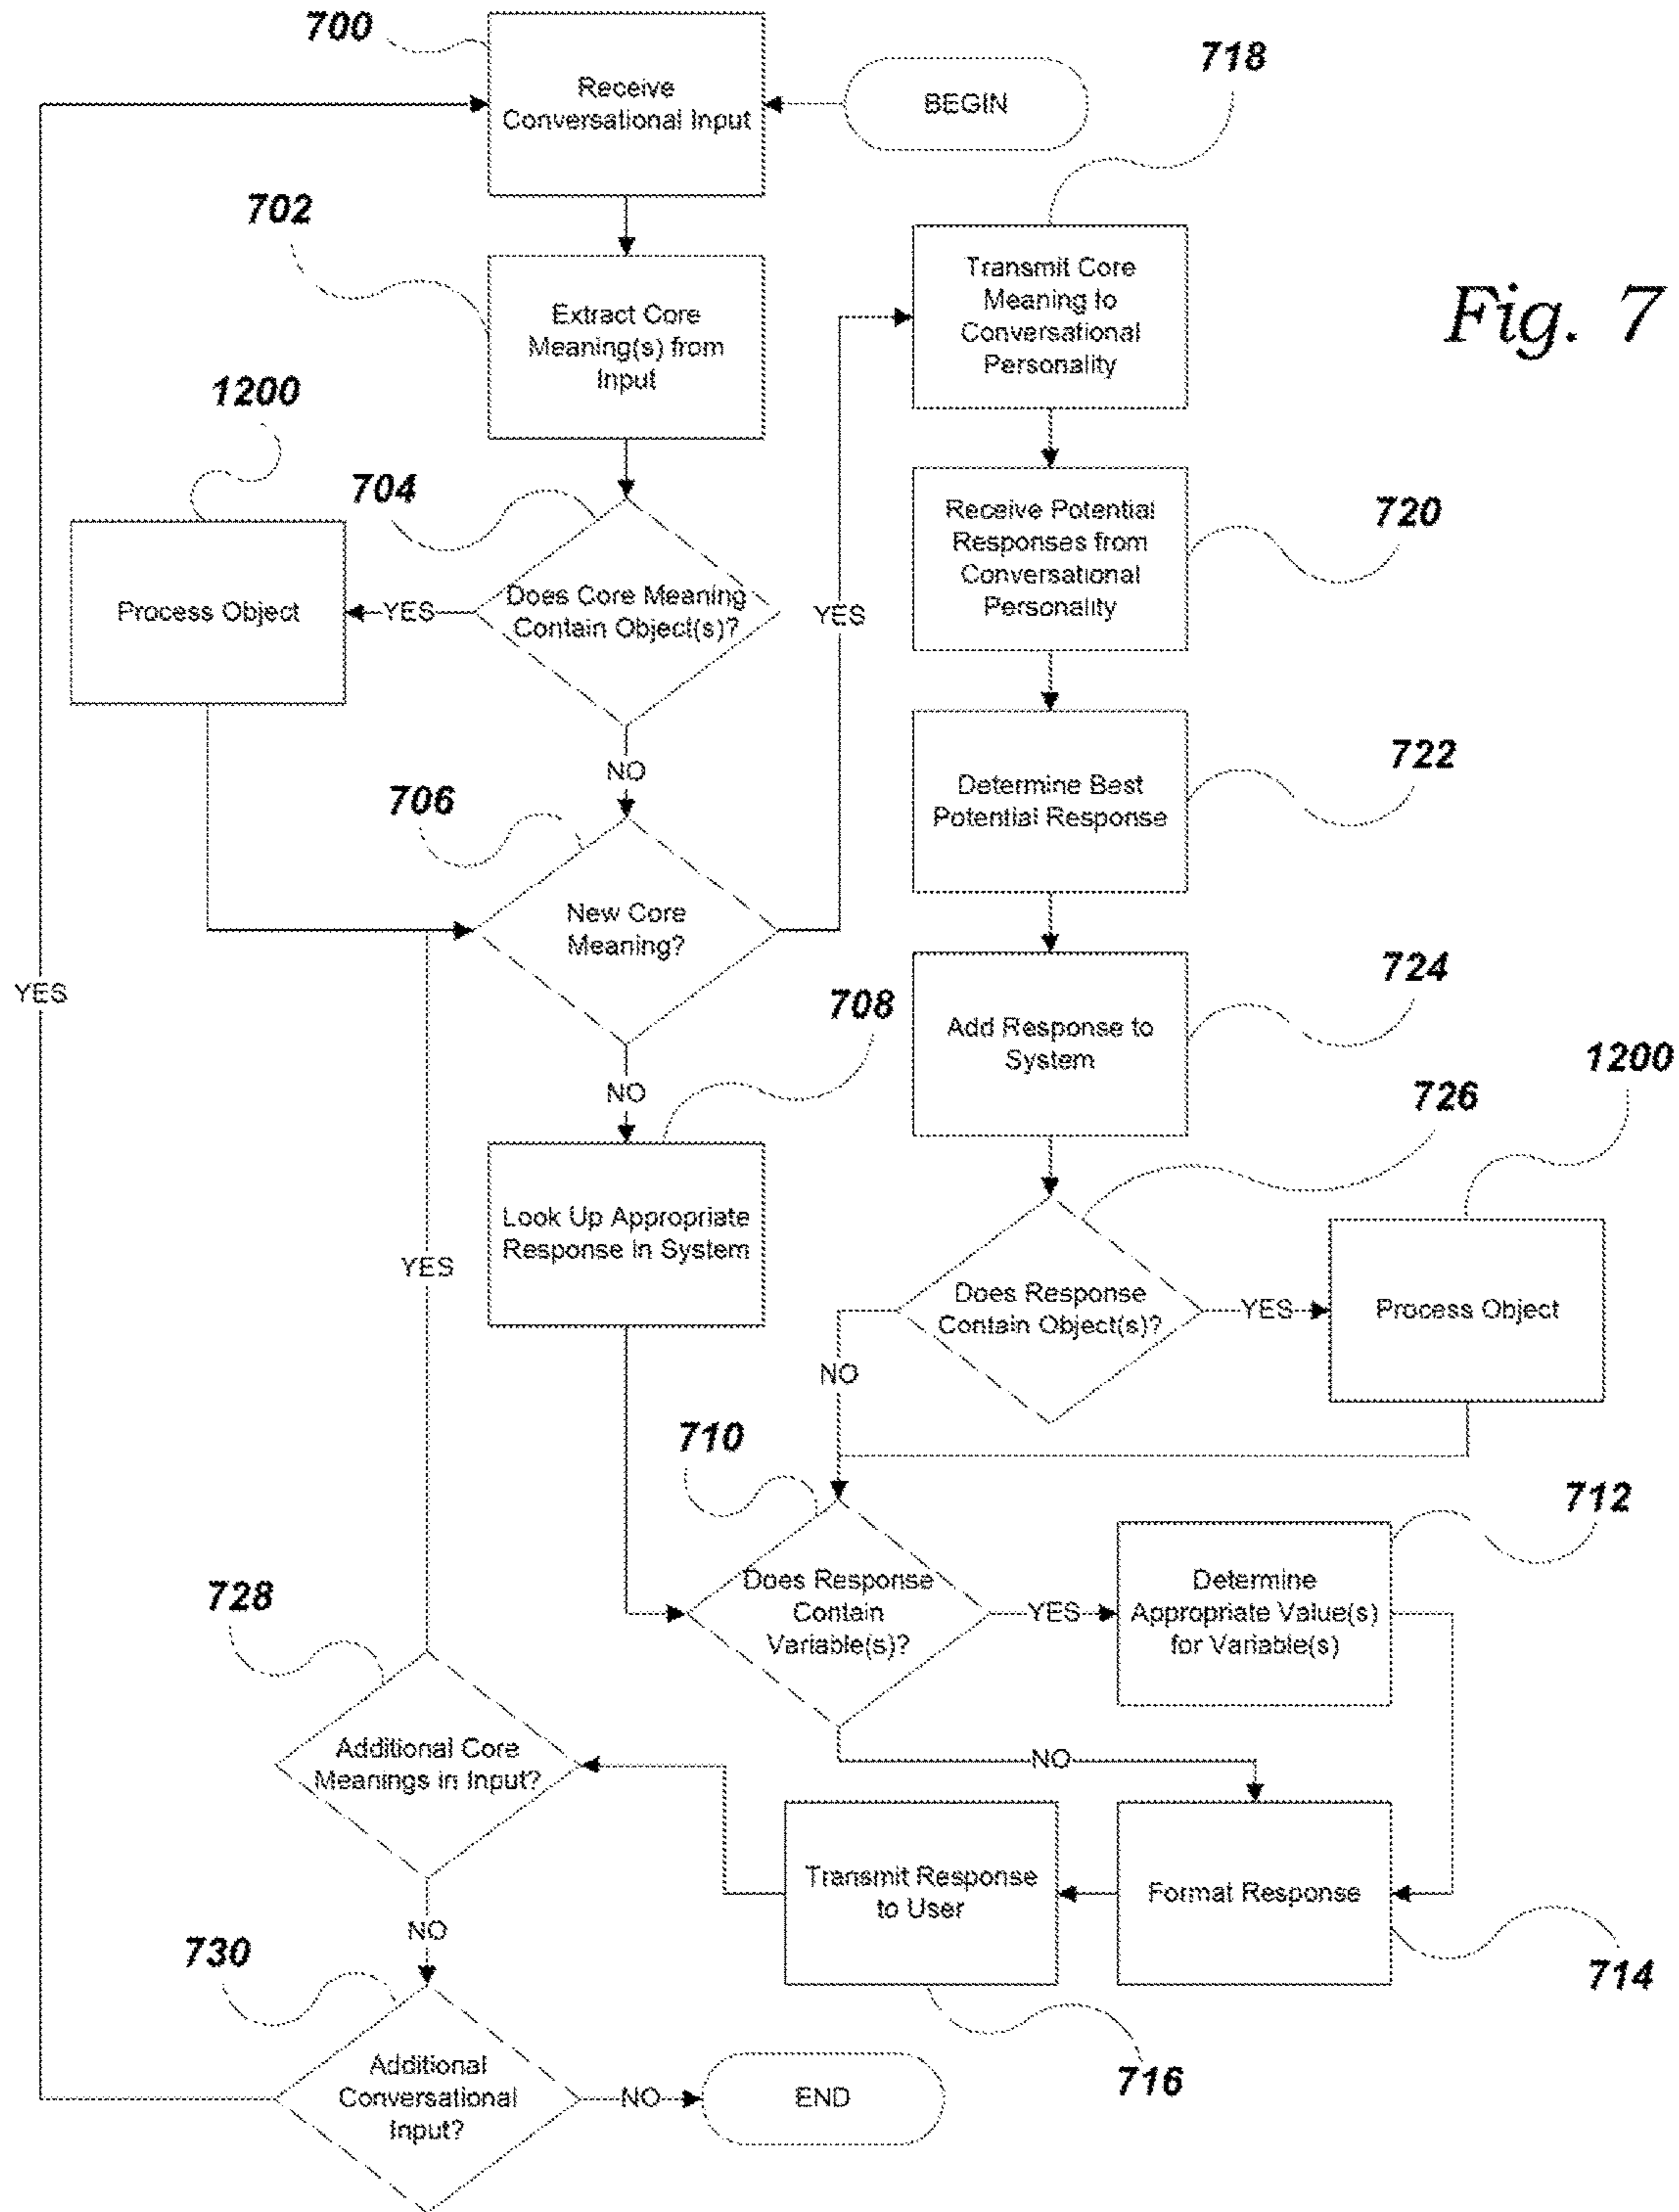 700
Receive
Conversational Input
BEGIN
718
702
Extract Core
Meaning(s) from
Input
Transmit Core
Meaning to
Conversational
Personality
Fig. 7
1200
704
Process Object
YES
Does Core Meaning
Contain Object(s)?
YES
Receive Potential
Responses from
Conversational
Personality
720
NO
706
Determine Best
Potential Response
722
New Core
Meaning?
YES
708
Add Response to
System
724
NO
1200
726
Look Up Appropriate
Response in System
YES
Does Response
Contain Object(s)?
YES
Process Object
NO
710
712
Does Response
Contain
Variable(s)?
YES
Determine
Appropriate Value(s)
for Variable(s)
728
Additional Core
Meanings in Input?
NO
Transmit Response
to User
Format Response
NO
730
714
716
Additional
Conversational
Input?
NO
END